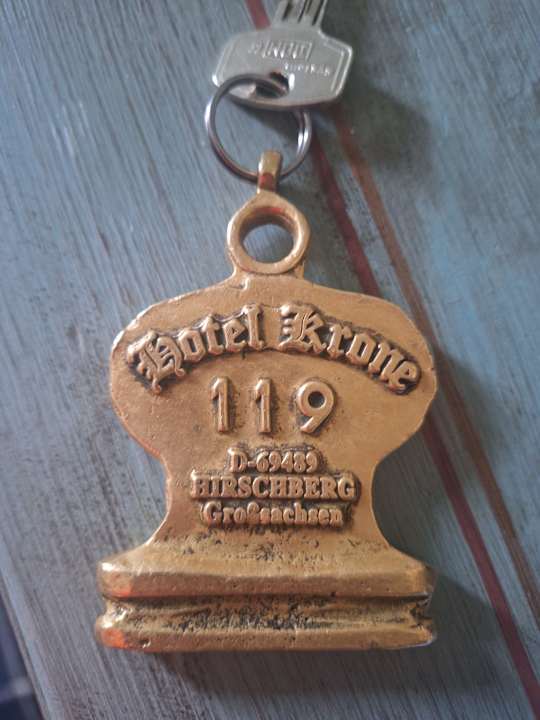 Hotel Krone
119
D-69489
HIRSCHBERG
Großsachsen